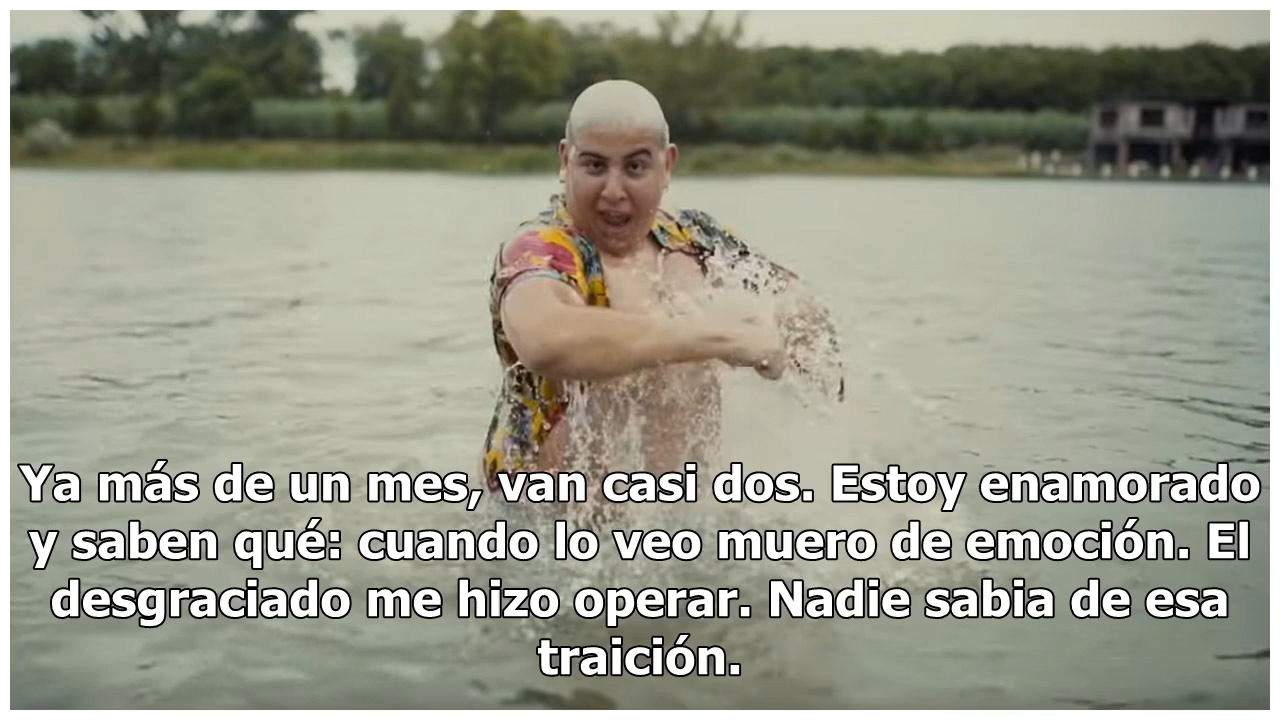 Ya más de un mes, van casi dos. Estoy enamorado
y saben qué: cuando lo veo muero de emoción. El
desgraciado me hizo operar. Nadie sabia de esa
traición.